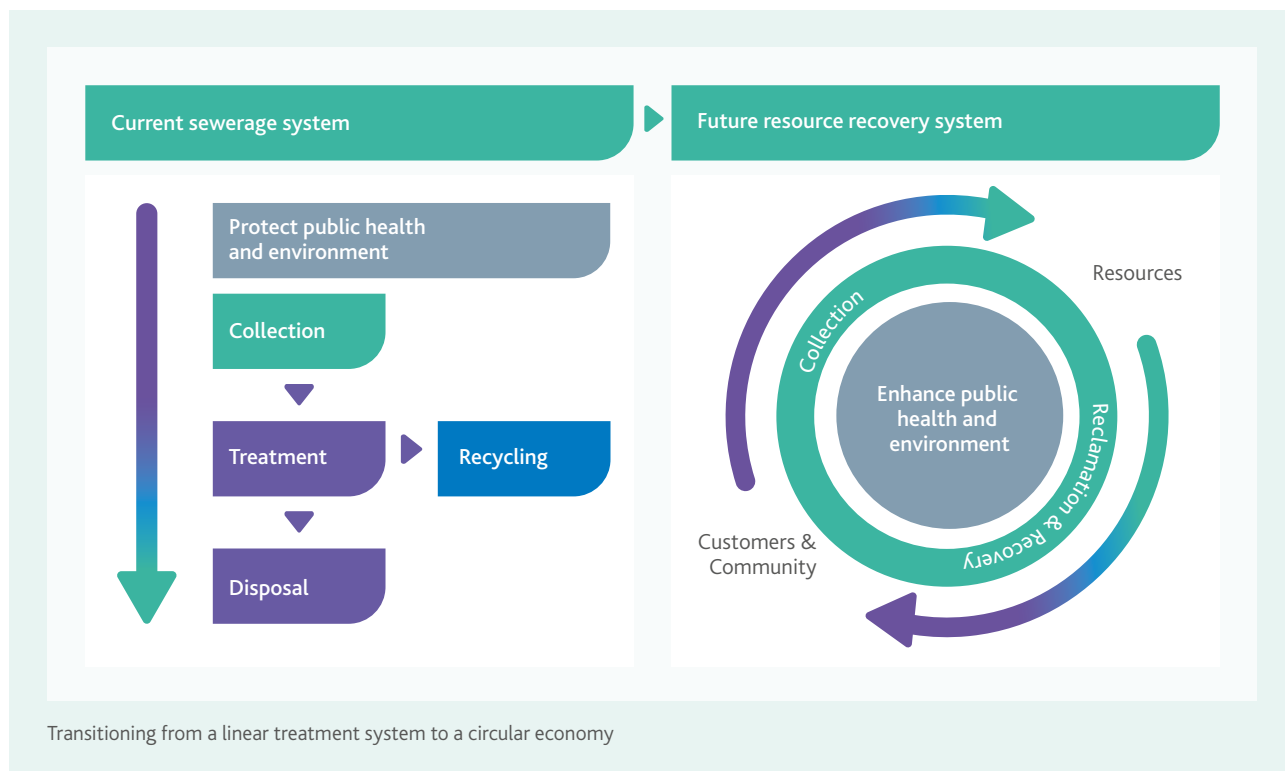 Current sewerage system
Future resource recovery system
Protect public health
and environment
Collection
Treatment
Recycling
Disposal
Resources
Collection
Enhance public
health and
environment
Reclamation & Recovery
Customers &
Community
Transitioning from a linear treatment system to a circular economy